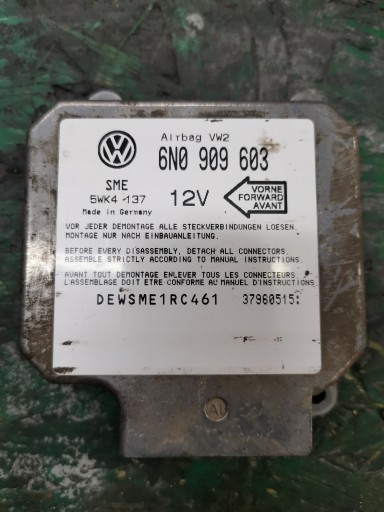 Airbag VW2
6N0 909 603
SME
5WK4 137
Made in Germany
12V
VORNE
FORWARD
AVANT
VOR JEDER DEMONTAGE ALLE STECKVERBINDUNGEN LOESEN.
MONTAGE NUR NACH EINBAUANLEITUNG.
BEFORE EVERY DISASSEMBLY, DETACH ALL CONNECTORS.
ASSEMBLE STRICTLY ACCORDING TO MANUAL INSTRUCTIONS.
AVANT TOUT DEMONTAGE ENLEVER TOUS LES CONNECTEURS.
L'ASSEMBLAGE DOIT ETRE CONFORME AU MANUEL D'INSTRUCTIONS.
DEWSME1RC461 37960515:
AL